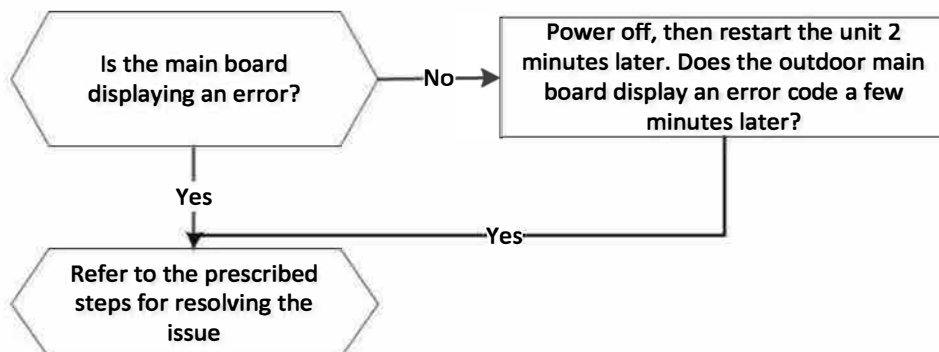 Is the main board
displaying an error?
No
Power off, then restart the unit 2
minutes later. Does the outdoor main
board display an error code a few
minutes later?
Yes
Yes
Refer to the prescribed
steps for resolving the
issue